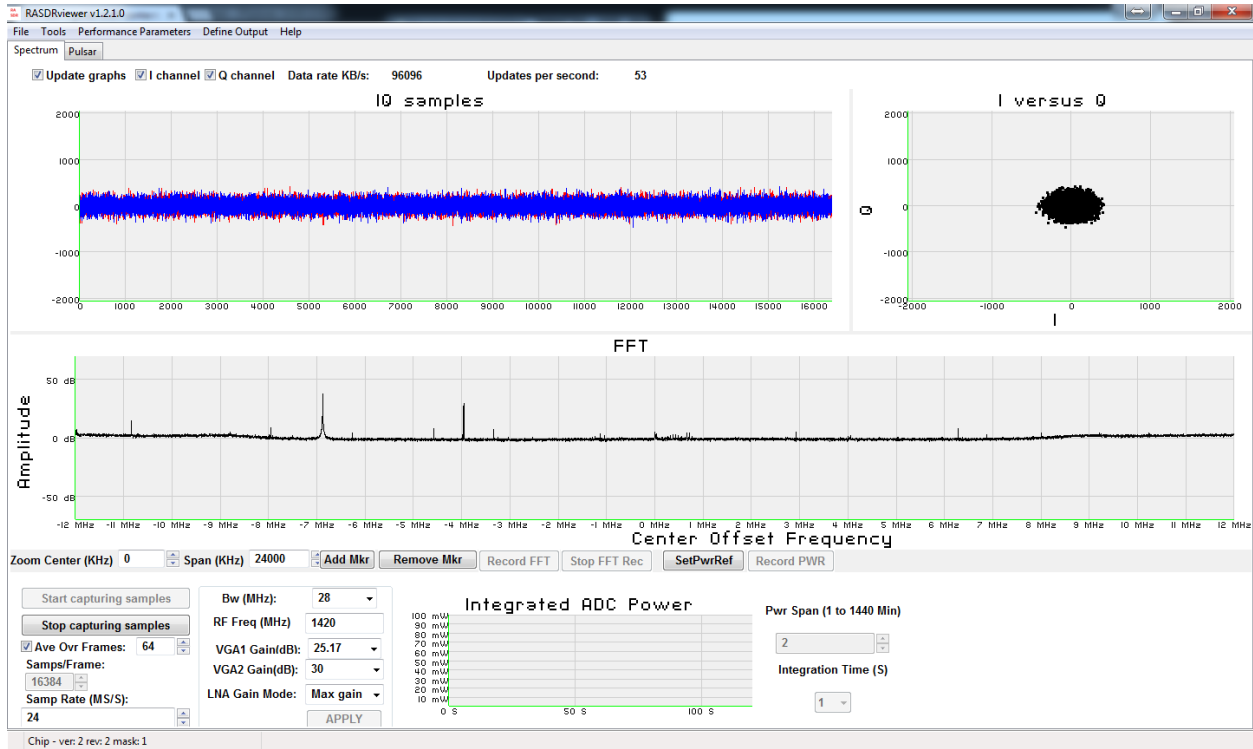 RASDRviewer v1.2.1.0
File Tools Performance Parameters Define Output Help
Spectrum Pulsar
Update graphs I channel Q channel Data rate KB/s: 96096 Updates per second: 53
IQ samples
2000
1000
0
-1000
-2000
0 1000 2000 3000 4000 5000 6000 7000 8000 9000 10000 11000 12000 13000 14000 15000 16000
I versus Q
2000
1000
Q 0
-1000
-2000
-2000 -1000 0 1000 2000
I
FFT
Amplitude
50 dB
0 dB
-50 dB
-12 MHz -11 MHz -10 MHz -9 MHz -8 MHz -7 MHz -6 MHz -5 MHz -4 MHz -3 MHz -2 MHz -1 MHz 0 MHz 1 MHz 2 MHz 3 MHz 4 MHz 5 MHz 6 MHz 7 MHz 8 MHz 9 MHz 10 MHz 11 MHz 12 MHz
Center Offset Frequency
Zoom Center (KHz) 0 Span (KHz) 24000 Add Mkr Remove Mkr Record FFT Stop FFT Rec SetPwrRef Record PWR
Start capturing samples
Stop capturing samples
Ave Ovr Frames: 64
Samps/Frame:
16384
Samp Rate (MS/S):
24
Bw (MHz): 28
RF Freq (MHz) 1420
VGA1 Gain(dB): 25.17
VGA2 Gain(dB): 30
LNA Gain Mode: Max gain
APPLY
Integrated ADC Power
100 mW
90 mW
80 mW
70 mW
60 mW
50 mW
40 mW
30 mW
20 mW
10 mW
0 S 50 S 100 S
Pwr Span (1 to 1440 Min)
2
Integration Time (S)
1
Chip - ver: 2 rev: 2 mask: 1